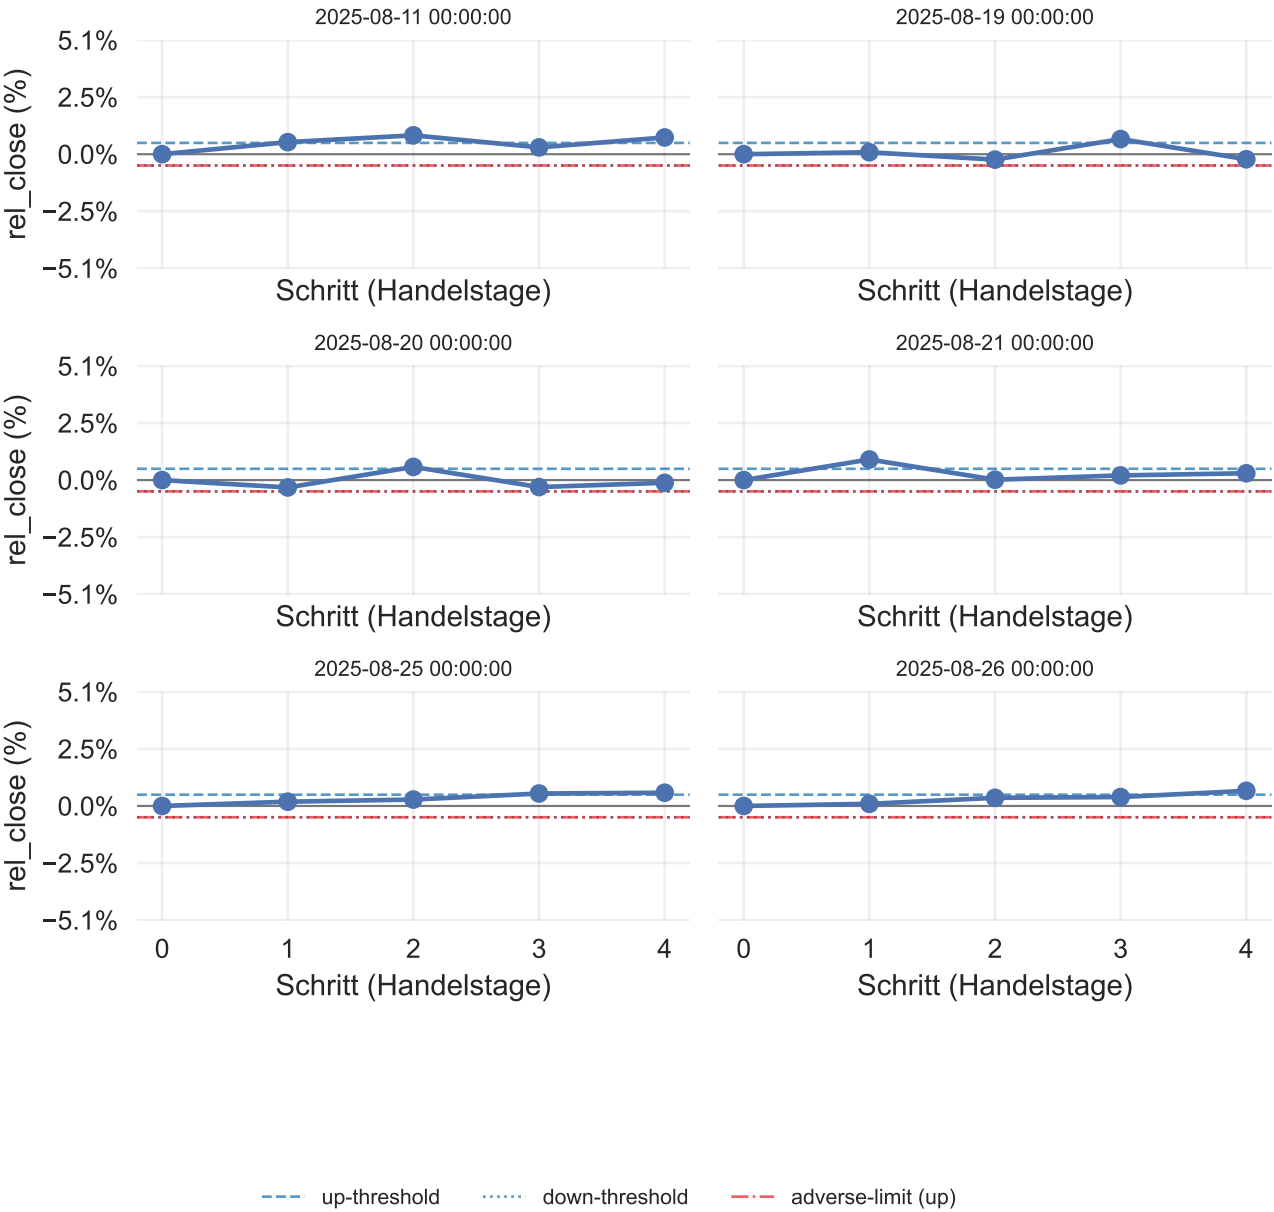 2025-08-11 00:00:00
2025-08-19 00:00:00
5.1%
2.5%
0.0%
−2.5%
−5.1%
rel_close (%)
Schritt (Handelstage)
Schritt (Handelstage)
2025-08-20 00:00:00
2025-08-21 00:00:00
5.1%
2.5%
0.0%
−2.5%
−5.1%
rel_close (%)
Schritt (Handelstage)
Schritt (Handelstage)
2025-08-25 00:00:00
2025-08-26 00:00:00
5.1%
2.5%
0.0%
−2.5%
−5.1%
rel_close (%)
0 1 2 3 4
0 1 2 3 4
Schritt (Handelstage)
Schritt (Handelstage)
up-threshold down-threshold adverse-limit (up)